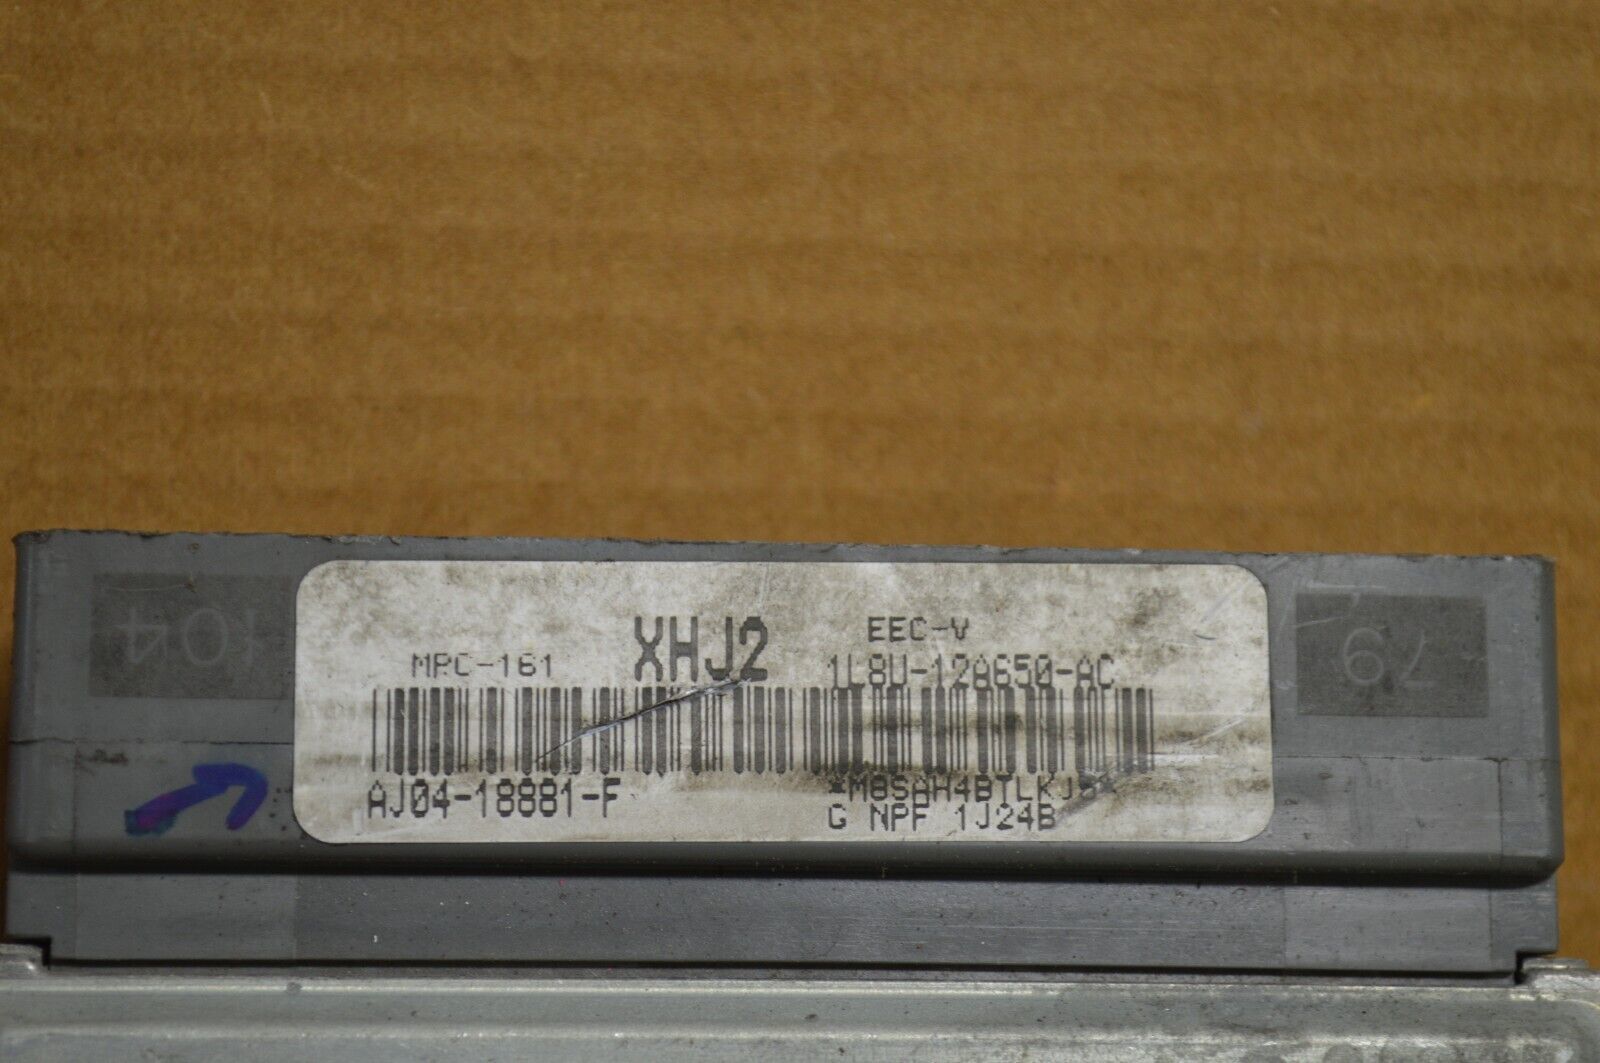 104
79
XHJ2
EEC-V
MPC-161
1L8U-12A650-AC
AJ04-18881-F
G NPF 1J24B